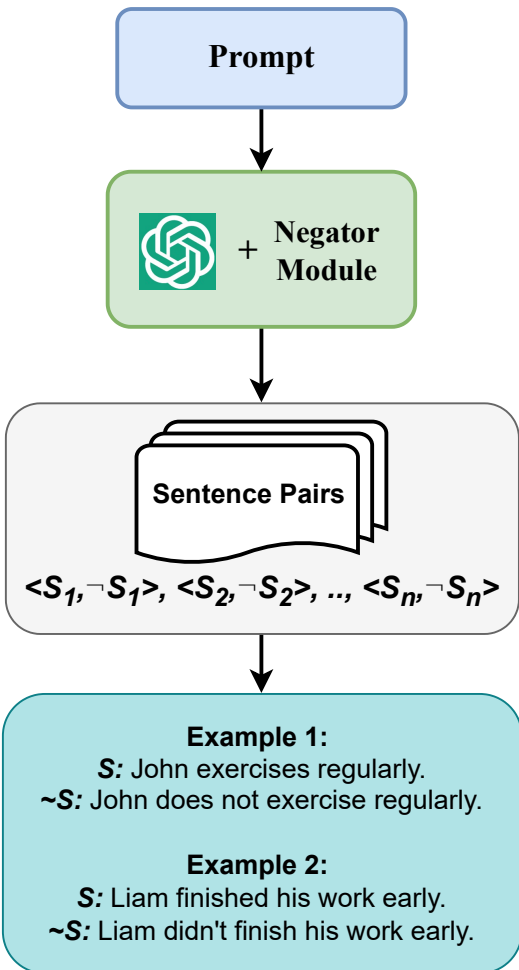 Prompt
+ Negator
Module
Sentence Pairs
<S₁,¬S₁>, <S₂,¬S₂>, .., <Sₙ,¬Sₙ>
Example 1:
S: John exercises regularly.
~S: John does not exercise regularly.
Example 2:
S: Liam finished his work early.
~S: Liam didn't finish his work early.